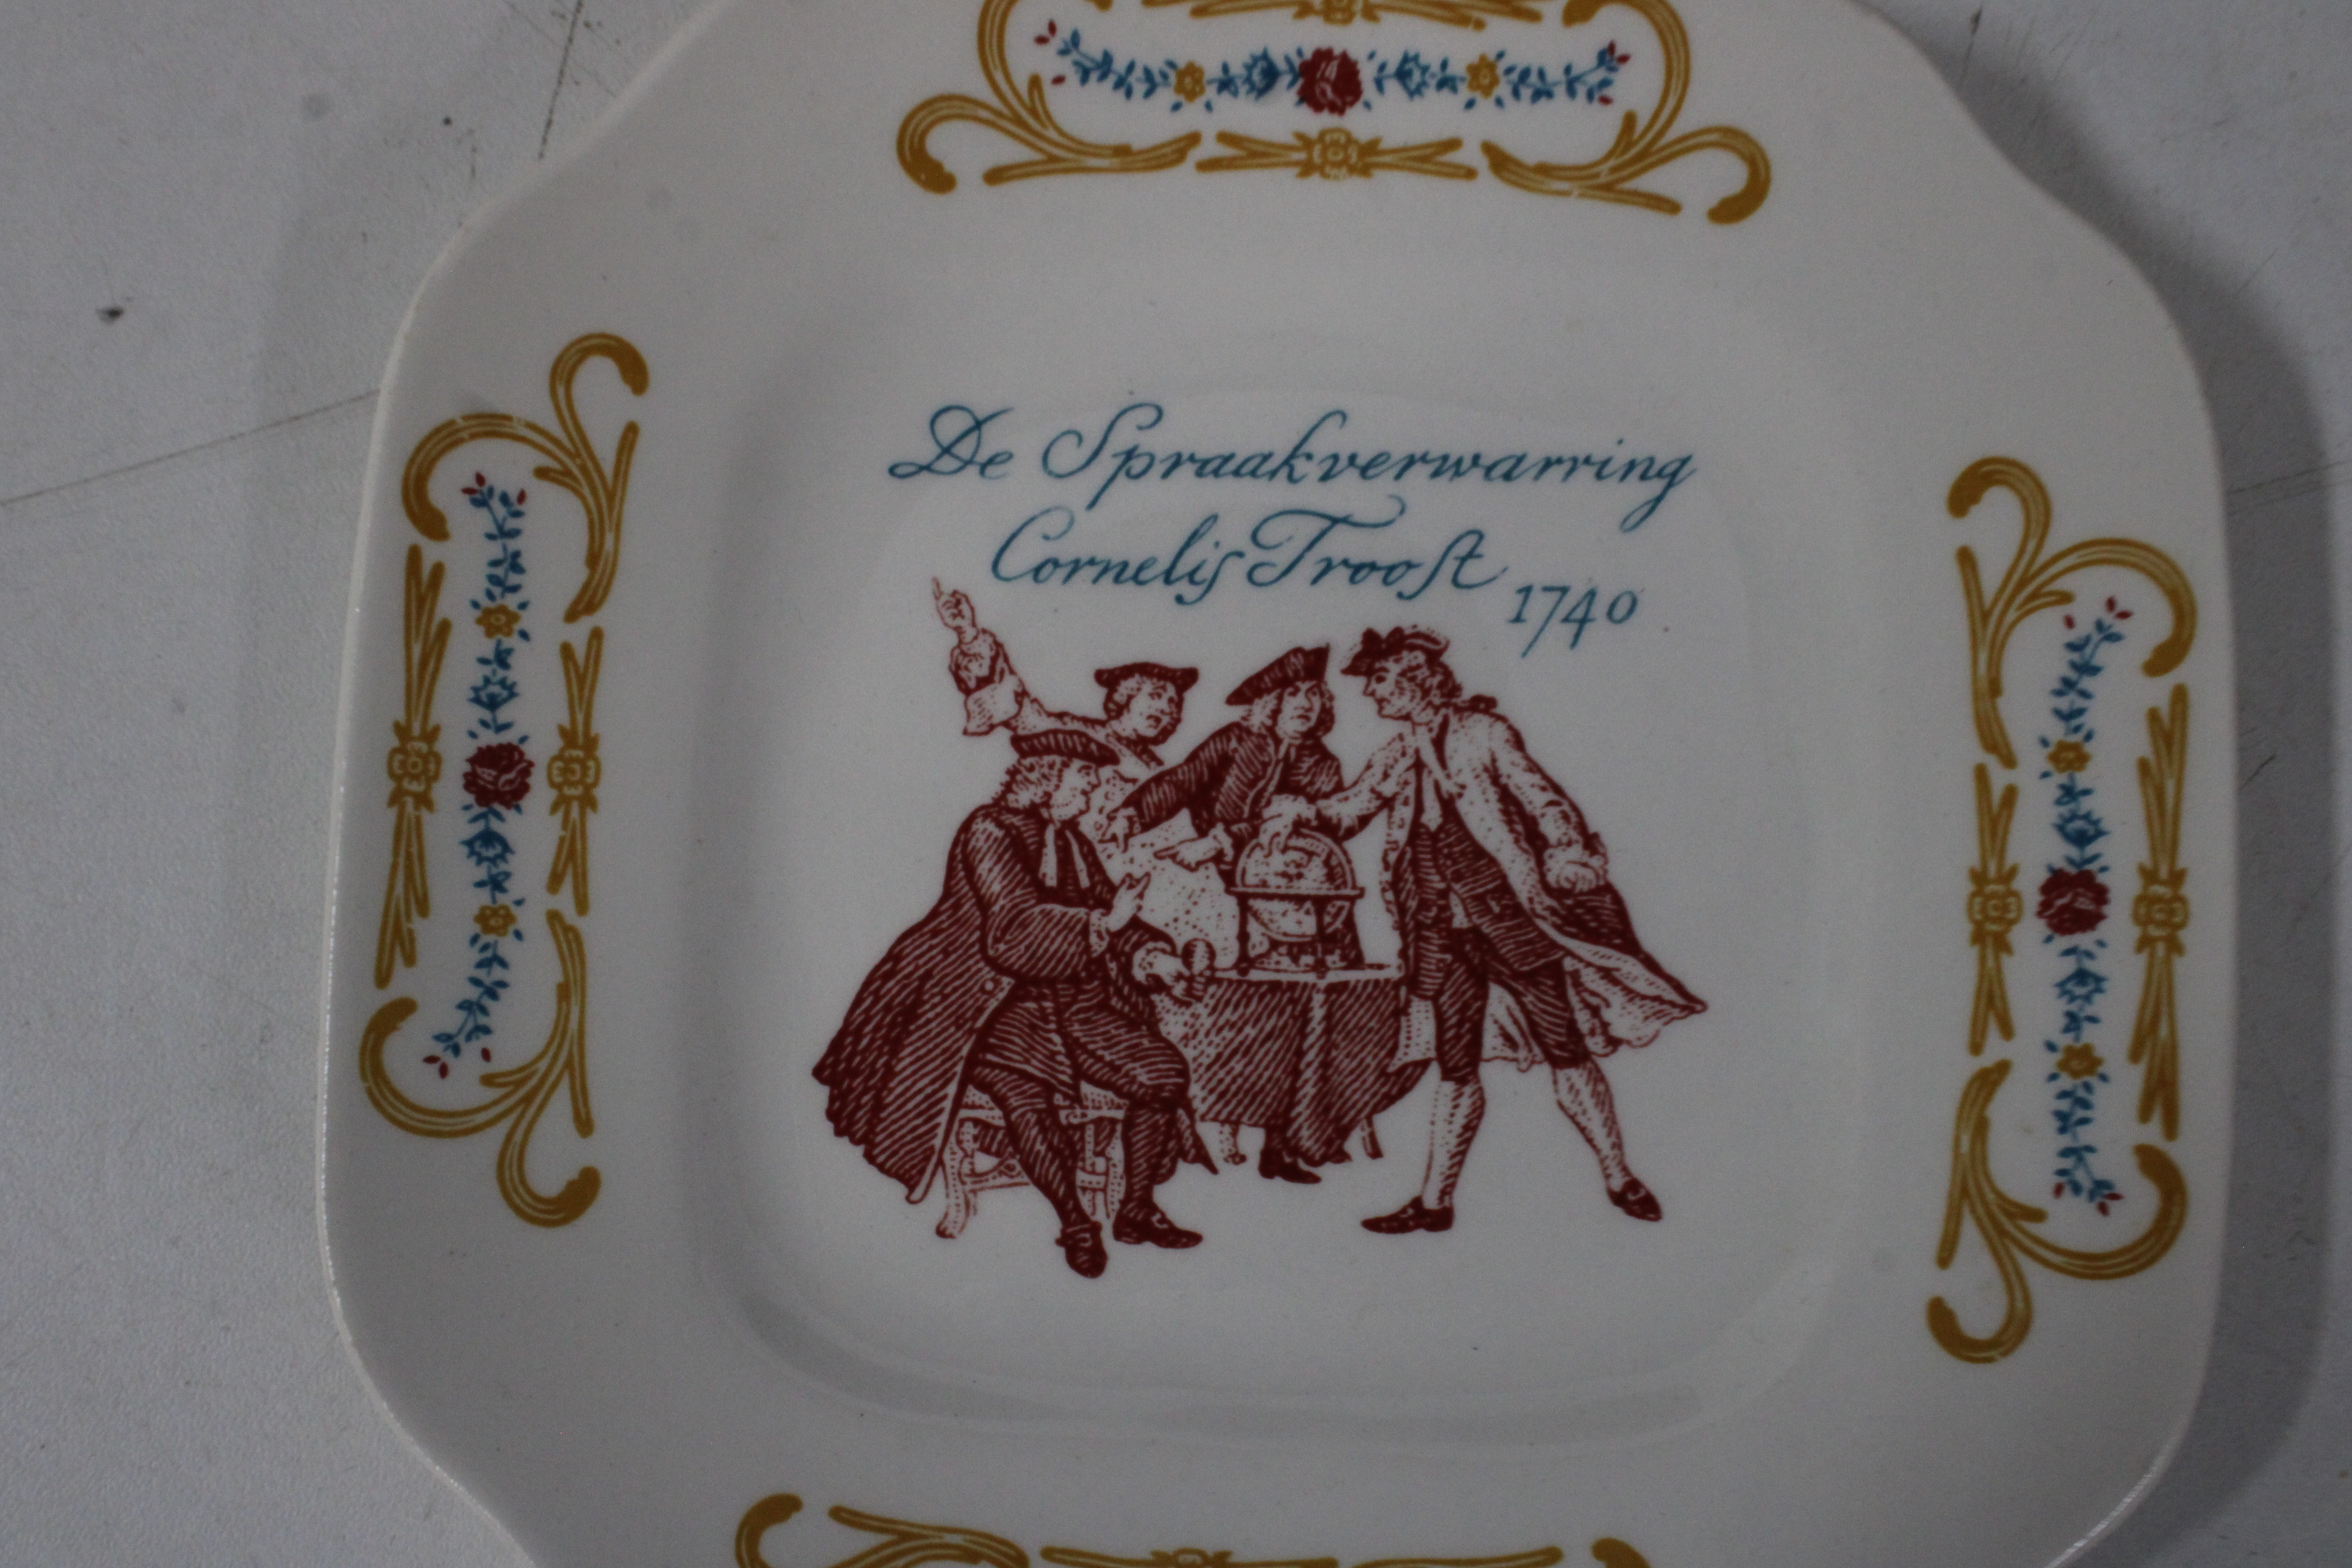 De Spraakverwarring
Cornelis Troost
1740